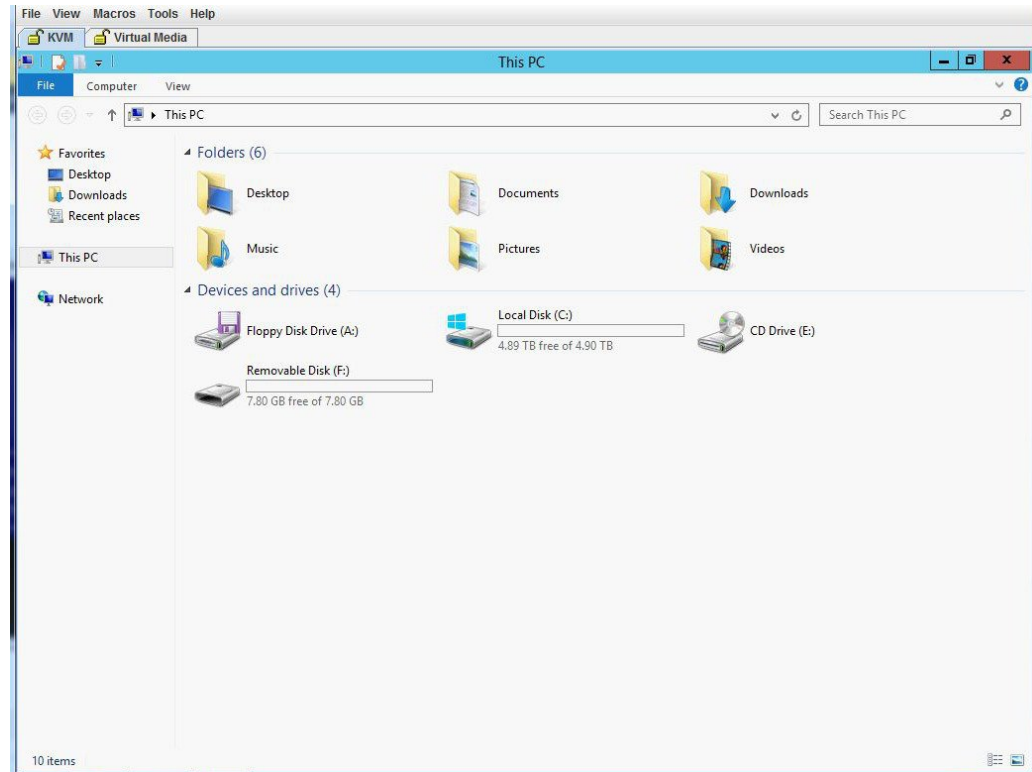 File View Macros Tools Help
KVM Virtual Media
This PC
File Computer View
This PC Search This PC
Favorites
Desktop
Downloads
Recent places
This PC
Network
Folders (6)
Desktop Documents Downloads
Music Pictures Videos
Devices and drives (4)
Floppy Disk Drive (A:)
Local Disk (C:)
4.89 TB free of 4.90 TB
CD Drive (E:)
Removable Disk (F:)
7.80 GB free of 7.80 GB
10 items